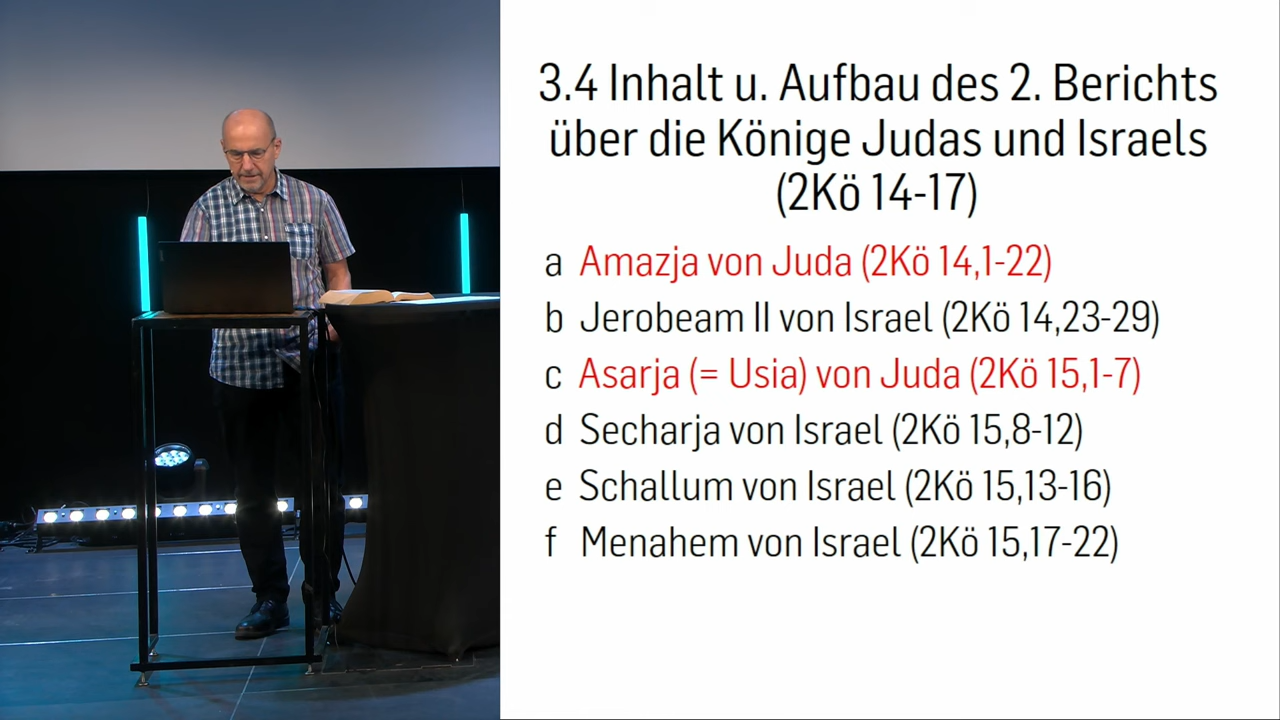 3.4 Inhalt u. Aufbau des 2. Berichts
über die Könige Judas und Israels
(2Kö 14-17)
a Amazja von Juda (2Kö 14,1-22)
b Jerobeam II von Israel (2Kö 14,23-29)
c Asarja (= Usia) von Juda (2Kö 15,1-7)
d Secharja von Israel (2Kö 15,8-12)
e Schallum von Israel (2Kö 15,13-16)
f Menahem von Israel (2Kö 15,17-22)